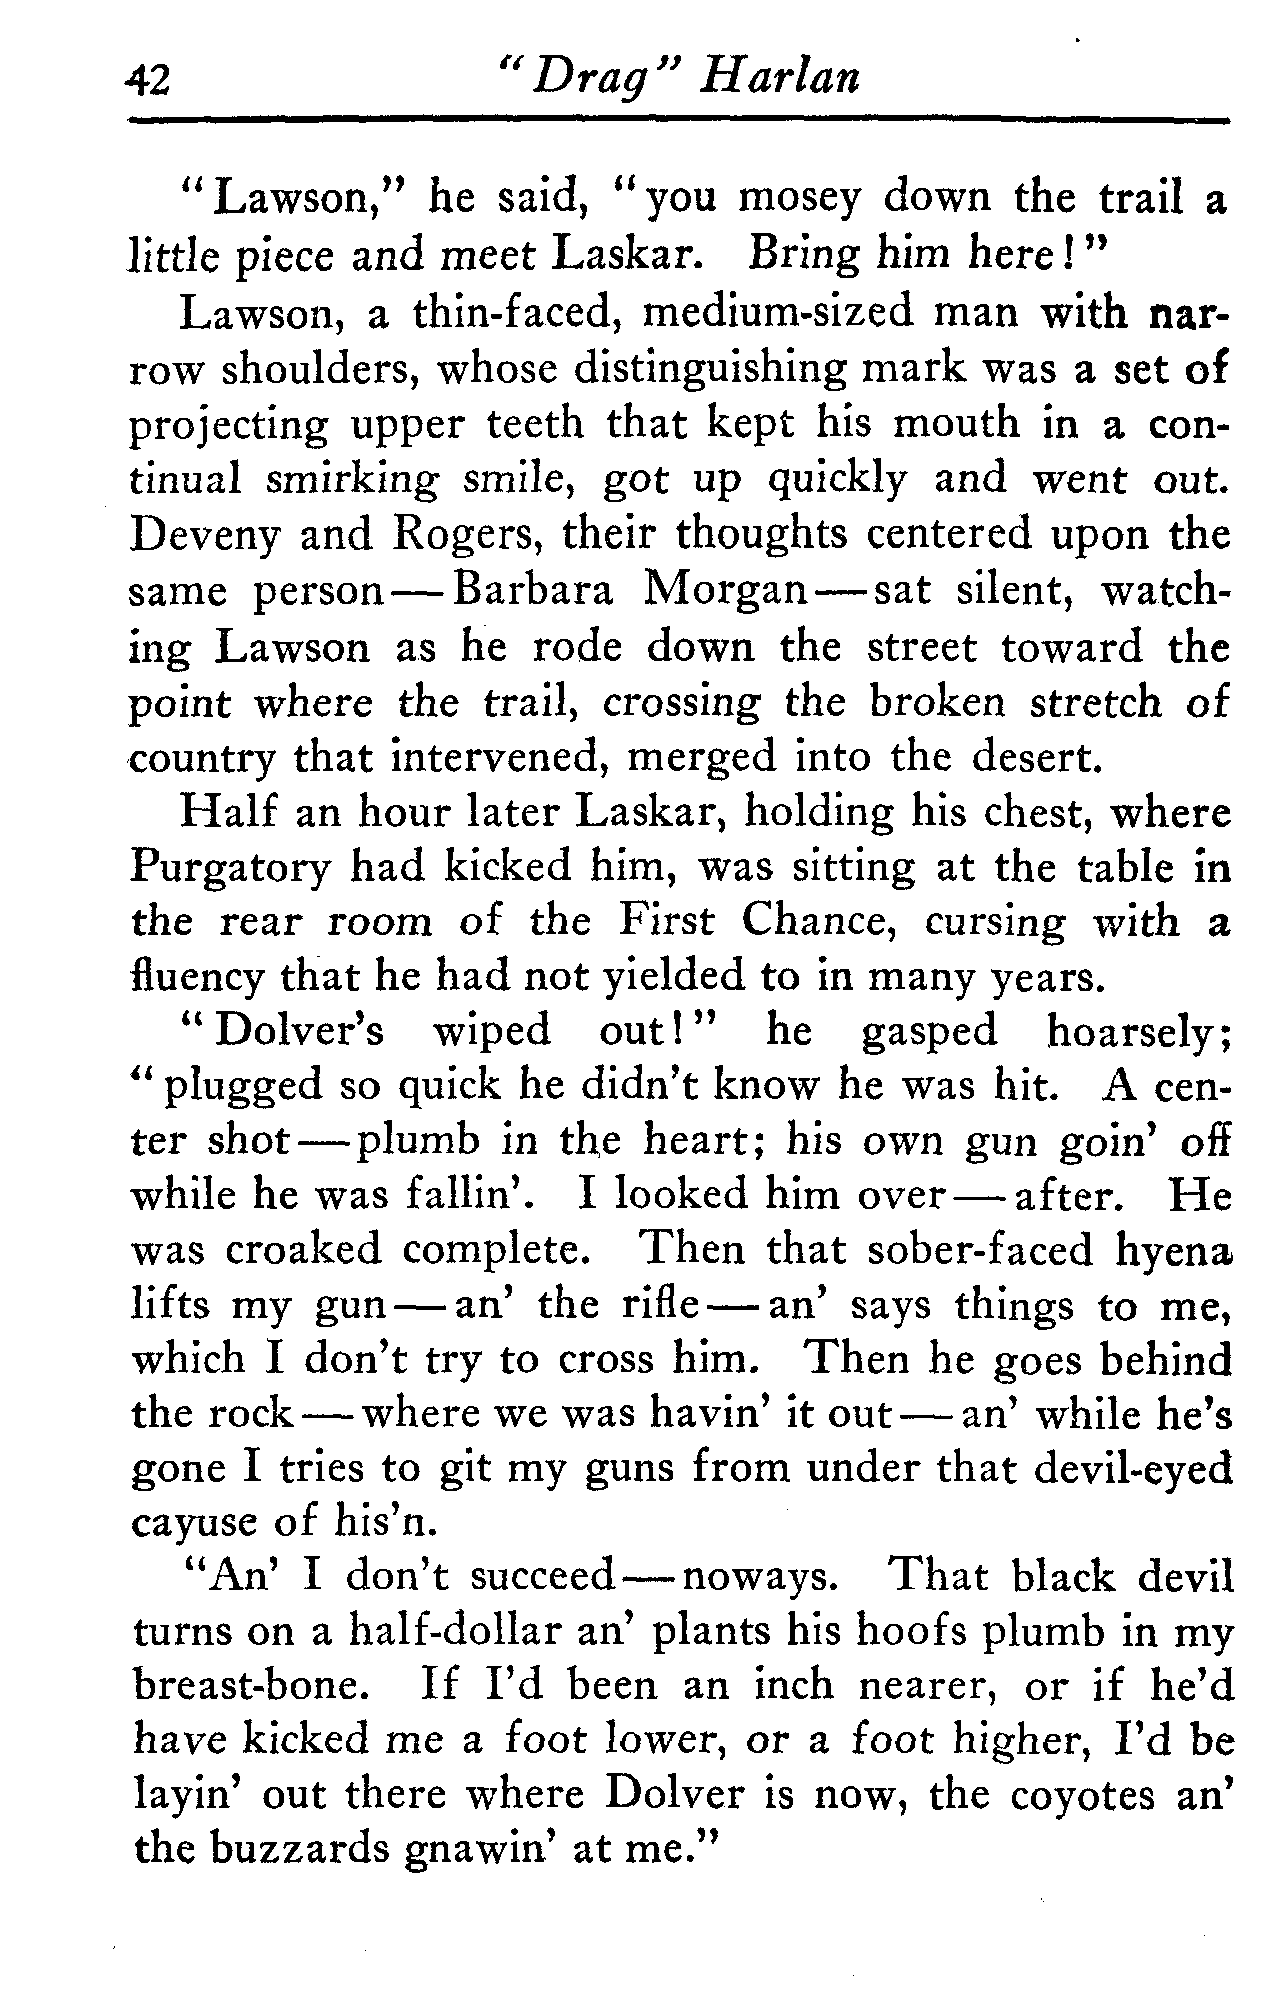 42 "Drag" Harlan
"Lawson," he said, "you mosey down the trail a
little piece and meet Laskar. Bring him here!"
Lawson, a thin-faced, medium-sized man with nar-
row shoulders, whose distinguishing mark was a set of
projecting upper teeth that kept his mouth in a con-
tinual smirking smile, got up quickly and went out.
Deveny and Rogers, their thoughts centered upon the
same person—Barbara Morgan—sat silent, watch-
ing Lawson as he rode down the street toward the
point where the trail, crossing the broken stretch of
country that intervened, merged into the desert.
Half an hour later Laskar, holding his chest, where
Purgatory had kicked him, was sitting at the table in
the rear room of the First Chance, cursing with a
fluency that he had not yielded to in many years.
"Dolver's wiped out!" he gasped hoarsely;
"plugged so quick he didn't know he was hit. A cen-
ter shot—plumb in the heart; his own gun goin' off
while he was fallin'. I looked him over—after. He
was croaked complete. Then that sober-faced hyena
lifts my gun—an' the rifle—an' says things to me,
which I don't try to cross him. Then he goes behind
the rock—where we was havin' it out—an' while he's
gone I tries to git my guns from under that devil-eyed
cayuse of his'n.
"An' I don't succeed—noways. That black devil
turns on a half-dollar an' plants his hoofs plumb in my
breast-bone. If I'd been an inch nearer, or if he'd
have kicked me a foot lower, or a foot higher, I'd be
layin' out there where Dolver is now, the coyotes an'
the buzzards gnawin' at me."